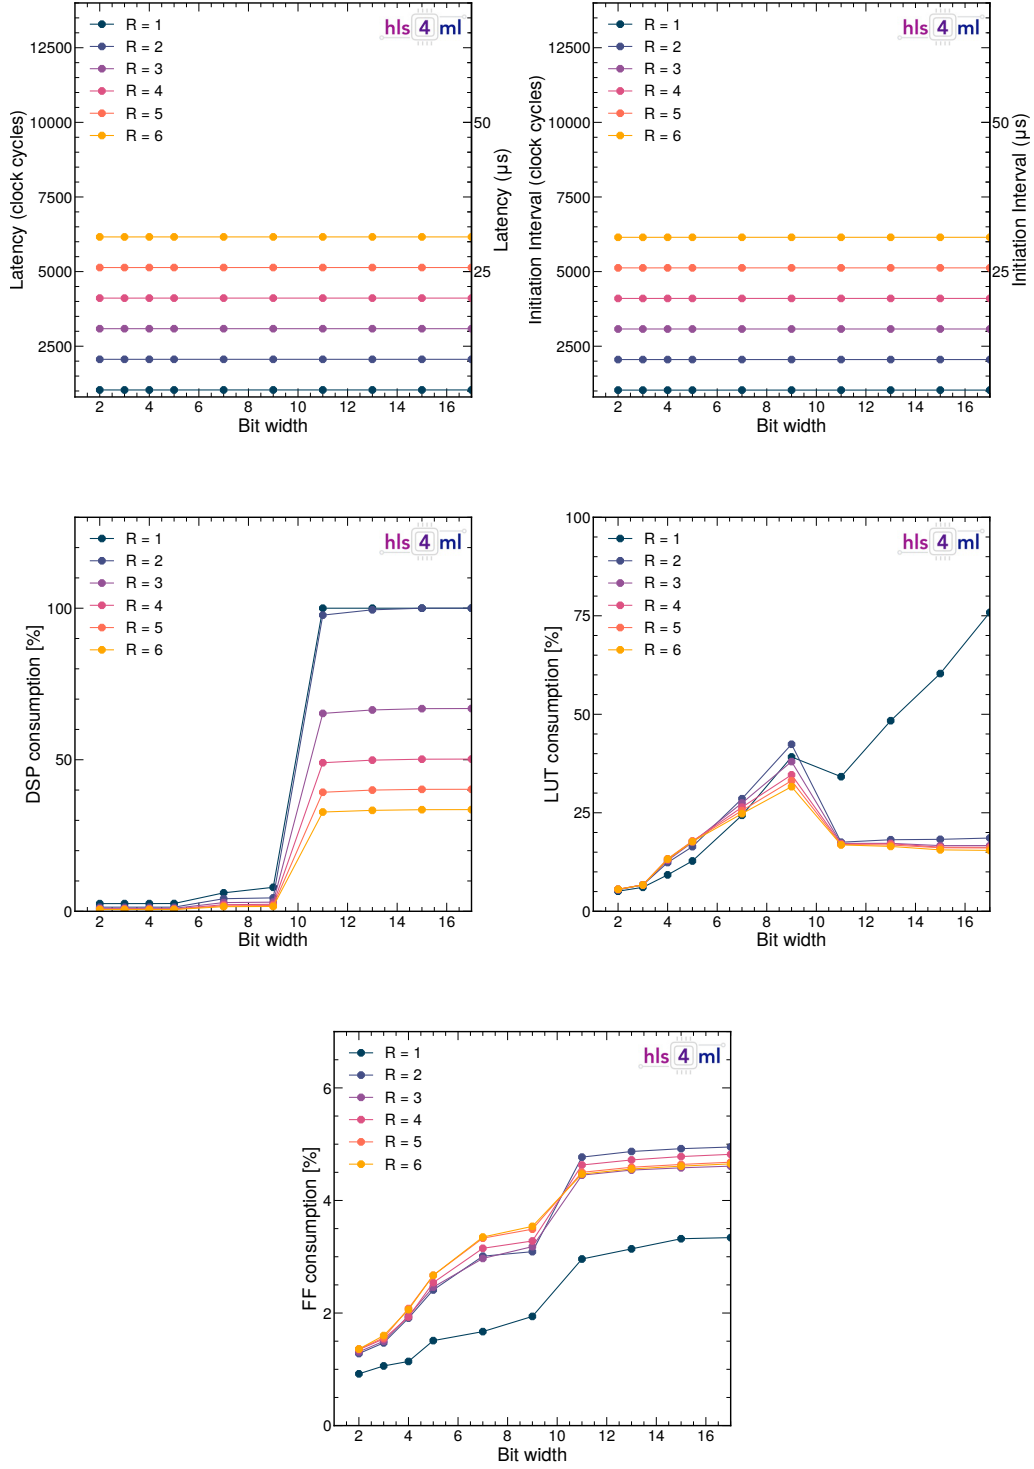 R = 1
R = 2
R = 3
R = 4
R = 5
R = 6
hls 4 ml
12500
10000
7500
5000
2500
50
25
2 4 6 8 10 12 14 16
Latency (clock cycles)
Latency (µs)
Bit width
R = 1
R = 2
R = 3
R = 4
R = 5
R = 6
hls 4 ml
12500
10000
7500
5000
2500
50
25
2 4 6 8 10 12 14 16
Initiation Interval (clock cycles)
Initiation Interval (µs)
Bit width
R = 1
R = 2
R = 3
R = 4
R = 5
R = 6
hls 4 ml
100
50
0
2 4 6 8 10 12 14 16
DSP consumption [%]
Bit width
R = 1
R = 2
R = 3
R = 4
R = 5
R = 6
hls 4 ml
100
75
50
25
0
2 4 6 8 10 12 14 16
LUT consumption [%]
Bit width
R = 1
R = 2
R = 3
R = 4
R = 5
R = 6
hls 4 ml
6
4
2
0
2 4 6 8 10 12 14 16
FF consumption [%]
Bit width